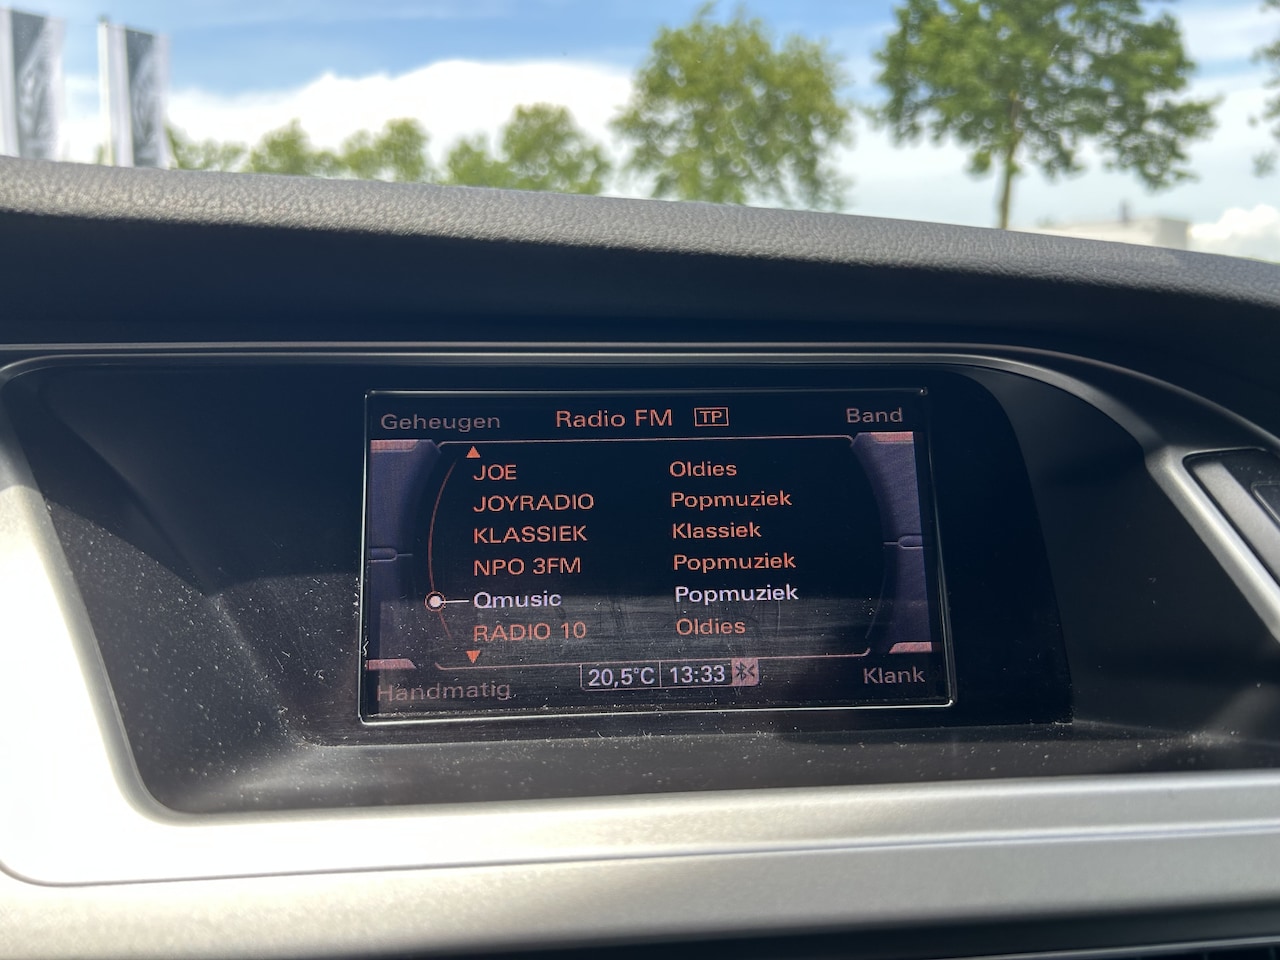 Geheugen Radio FM TP Band
JOE Oldies
JOYRADIO Popmuziek
KLASSIEK Klassiek
NPO 3FM Popmuziek
Qmusic Popmuziek
RADIO 10 Oldies
Handmatig 20,5°C 13:33 Klank